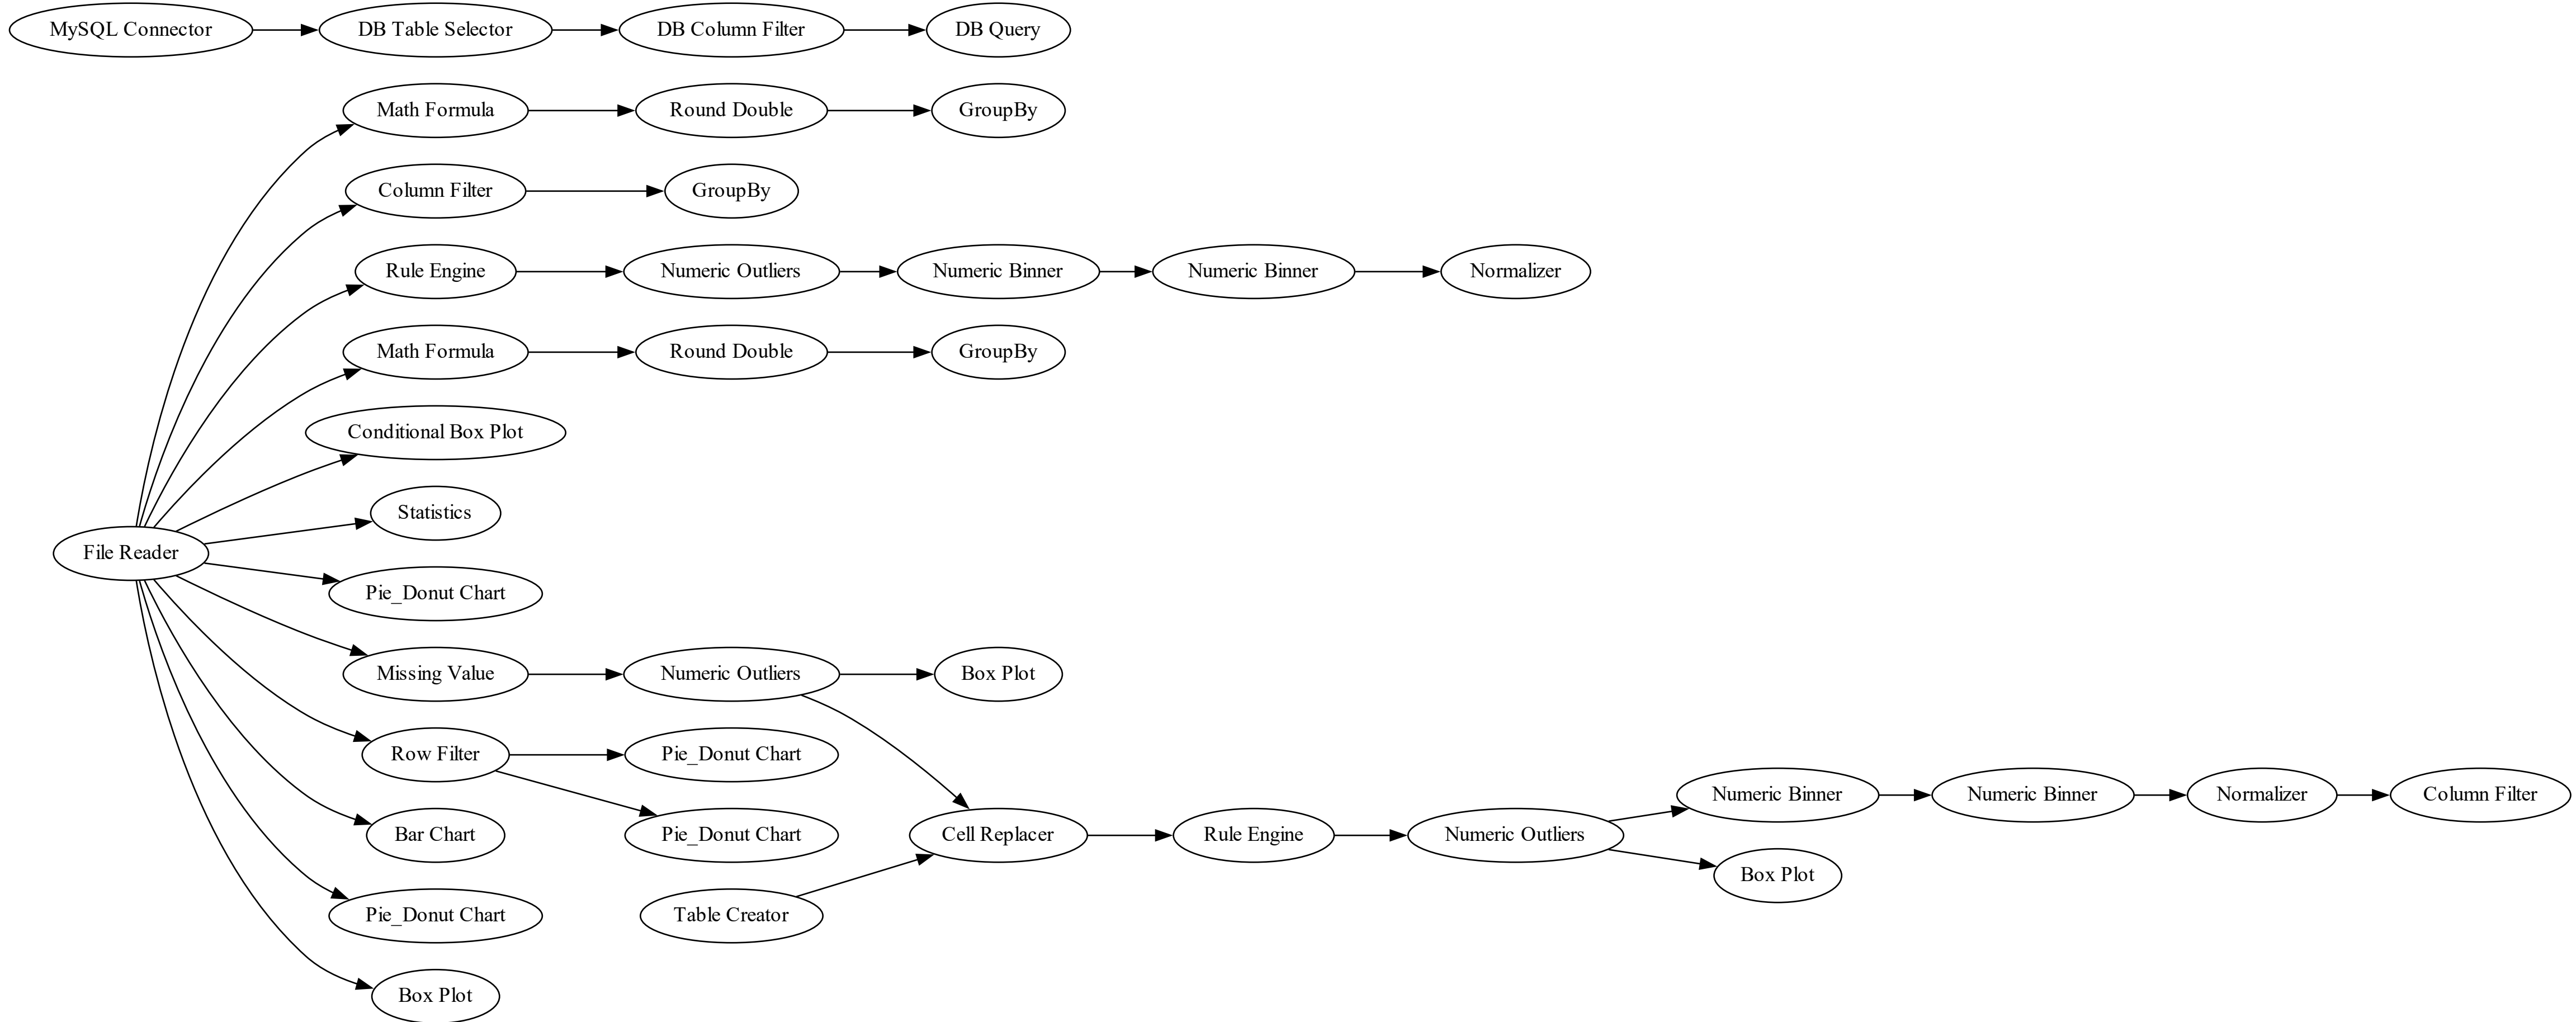 MySQL Connector
DB Table Selector
DB Column Filter
DB Query
Math Formula
Round Double
GroupBy
Column Filter
GroupBy
Rule Engine
Numeric Outliers
Numeric Binner
Numeric Binner
Normalizer
Math Formula
Round Double
GroupBy
Conditional Box Plot
Statistics
File Reader
Pie_Donut Chart
Missing Value
Numeric Outliers
Box Plot
Row Filter
Pie_Donut Chart
Numeric Binner
Numeric Binner
Normalizer
Column Filter
Bar Chart
Pie_Donut Chart
Cell Replacer
Rule Engine
Numeric Outliers
Box Plot
Pie_Donut Chart
Table Creator
Box Plot